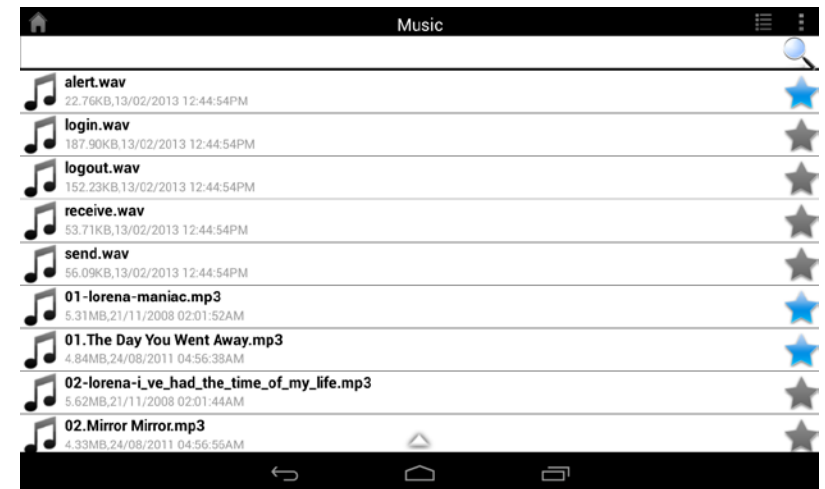 Music
alert.wav
22.76KB,13/02/2013 12:44:54PM
login.wav
187.90KB,13/02/2013 12:44:54PM
logout.wav
152.23KB,13/02/2013 12:44:54PM
receive.wav
53.71KB,13/02/2013 12:44:54PM
send.wav
56.09KB,13/02/2013 12:44:54PM
01-lorena-maniac.mp3
5.31MB,21/11/2008 02:01:52AM
01.The Day You Went Away.mp3
4.84MB,24/08/2011 04:56:38AM
02-lorena-i_ve_had_the_time_of_my_life.mp3
5.62MB,21/11/2008 02:01:44AM
02.Mirror Mirror.mp3
4.33MB,24/08/2011 04:56:56AM